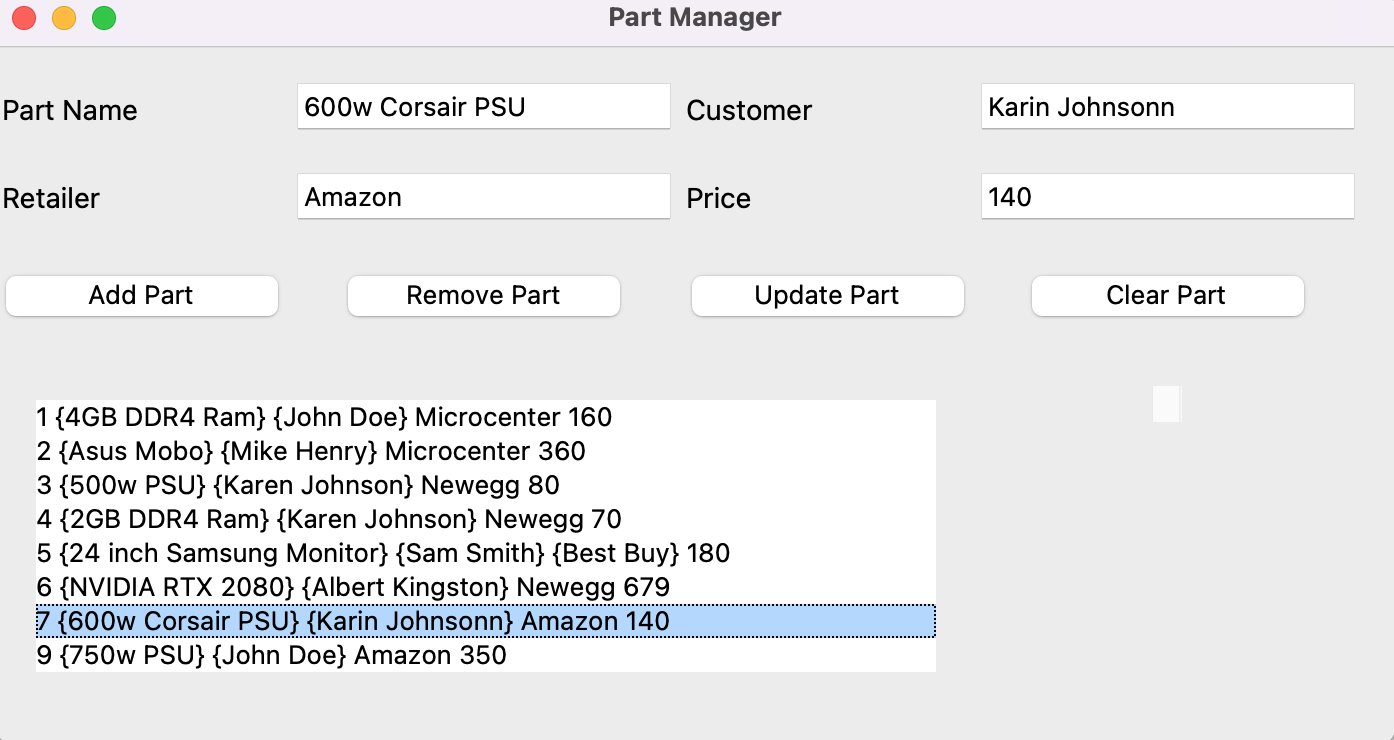 Part Manager
Part Name 600w Corsair PSU Customer Karin Johnsonn
Retailer Amazon Price 140
Add Part Remove Part Update Part Clear Part
1 {4GB DDR4 Ram} {John Doe} Microcenter 160
2 {Asus Mobo} {Mike Henry} Microcenter 360
3 {500w PSU} {Karen Johnson} Newegg 80
4 {2GB DDR4 Ram} {Karen Johnson} Newegg 70
5 {24 inch Samsung Monitor} {Sam Smith} {Best Buy} 180
6 {NVIDIA RTX 2080} {Albert Kingston} Newegg 679
7 {600w Corsair PSU} {Karin Johnsonn} Amazon 140
9 {750w PSU} {John Doe} Amazon 350